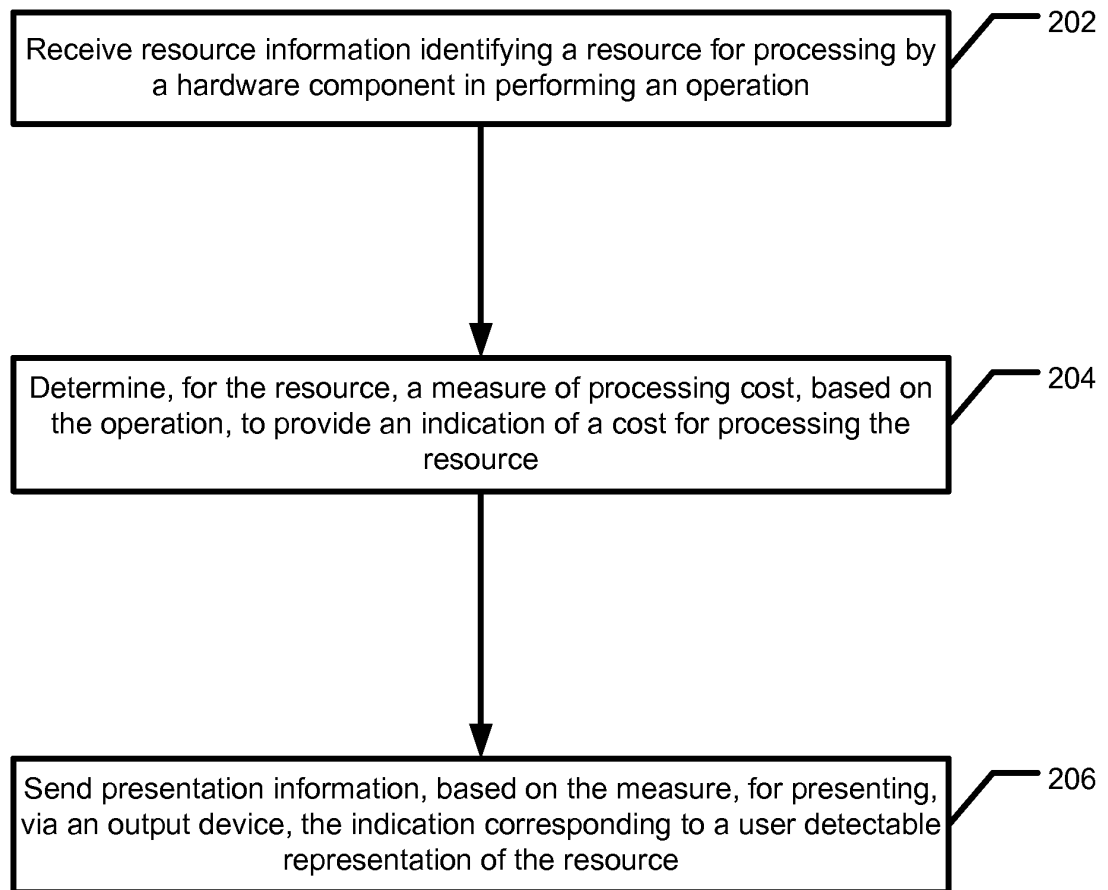 202
Receive resource information identifying a resource for processing by
a hardware component in performing an operation
204
Determine, for the resource, a measure of processing cost, based on
the operation, to provide an indication of a cost for processing the
resource
206
Send presentation information, based on the measure, for presenting,
via an output device, the indication corresponding to a user detectable
representation of the resource